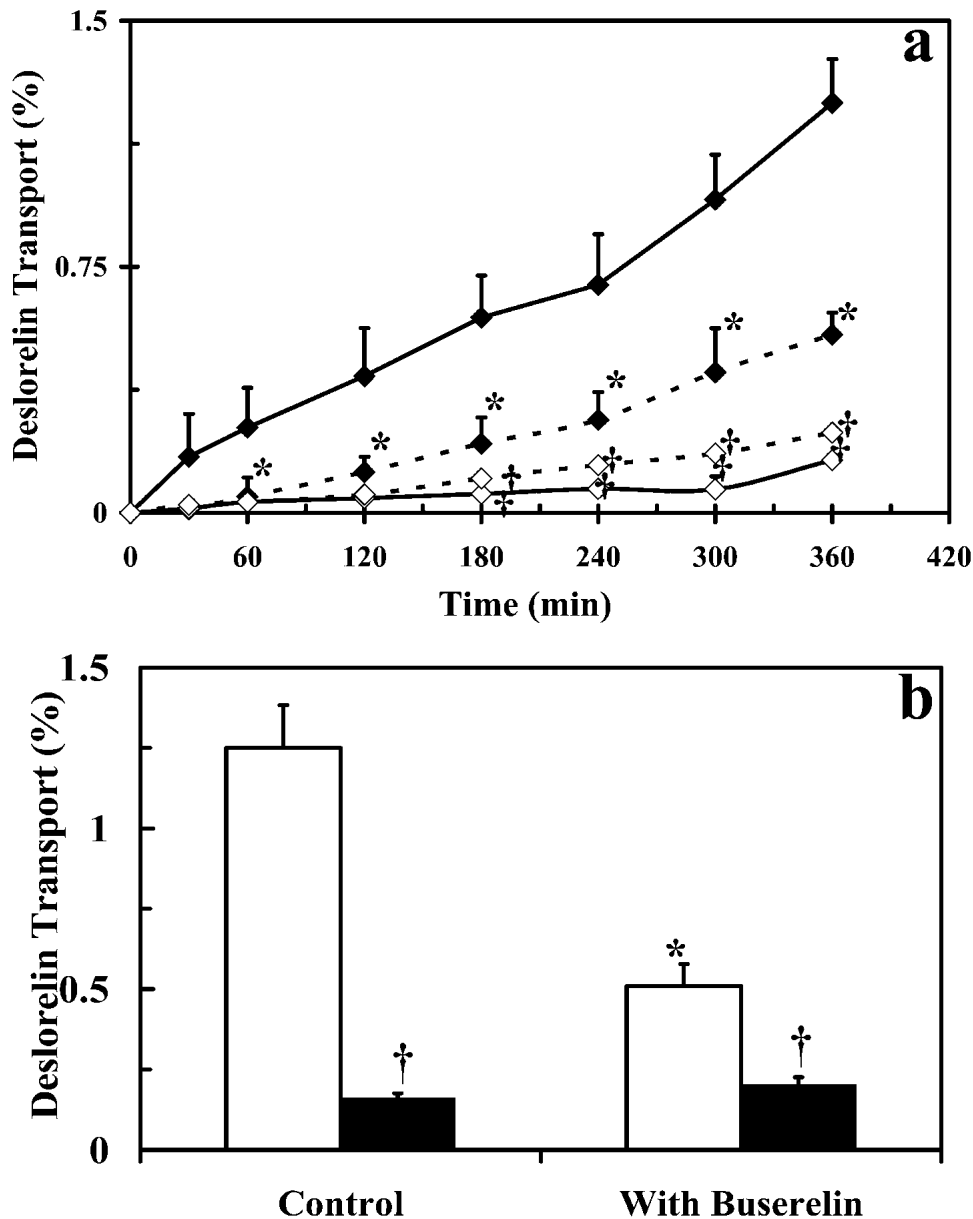 a
Deslorelin Transport (%)
1.5
0.75
0
* * * * * *
‡ ‡ ‡ ‡
‡ ‡ ‡ ‡
0 60 120 180 240 300 360 420
Time (min)
b
Deslorelin Transport (%)
1.5
1
0.5
0
†
*
†
Control With Buserelin